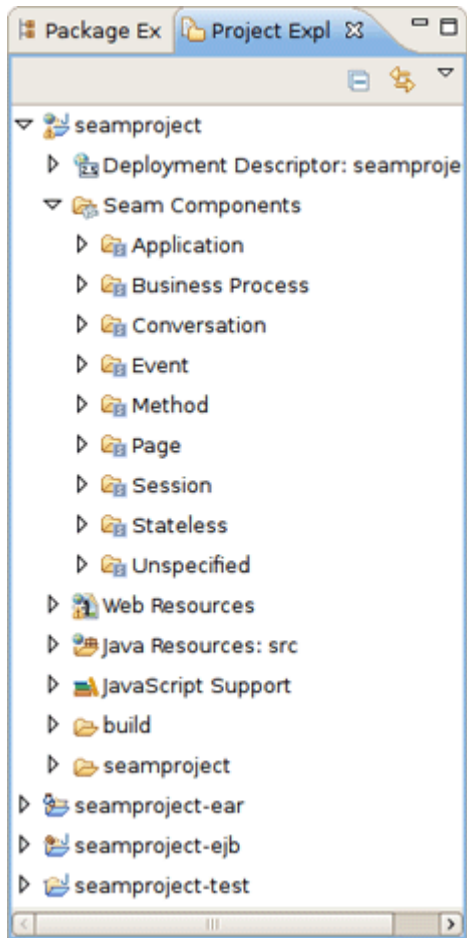 Package Ex Project Expl
seamproject
Deployment Descriptor: seamproje
Seam Components
Application
Business Process
Conversation
Event
Method
Page
Session
Stateless
Unspecified
Web Resources
Java Resources: src
JavaScript Support
build
seamproject
seamproject-ear
seamproject-ejb
seamproject-test